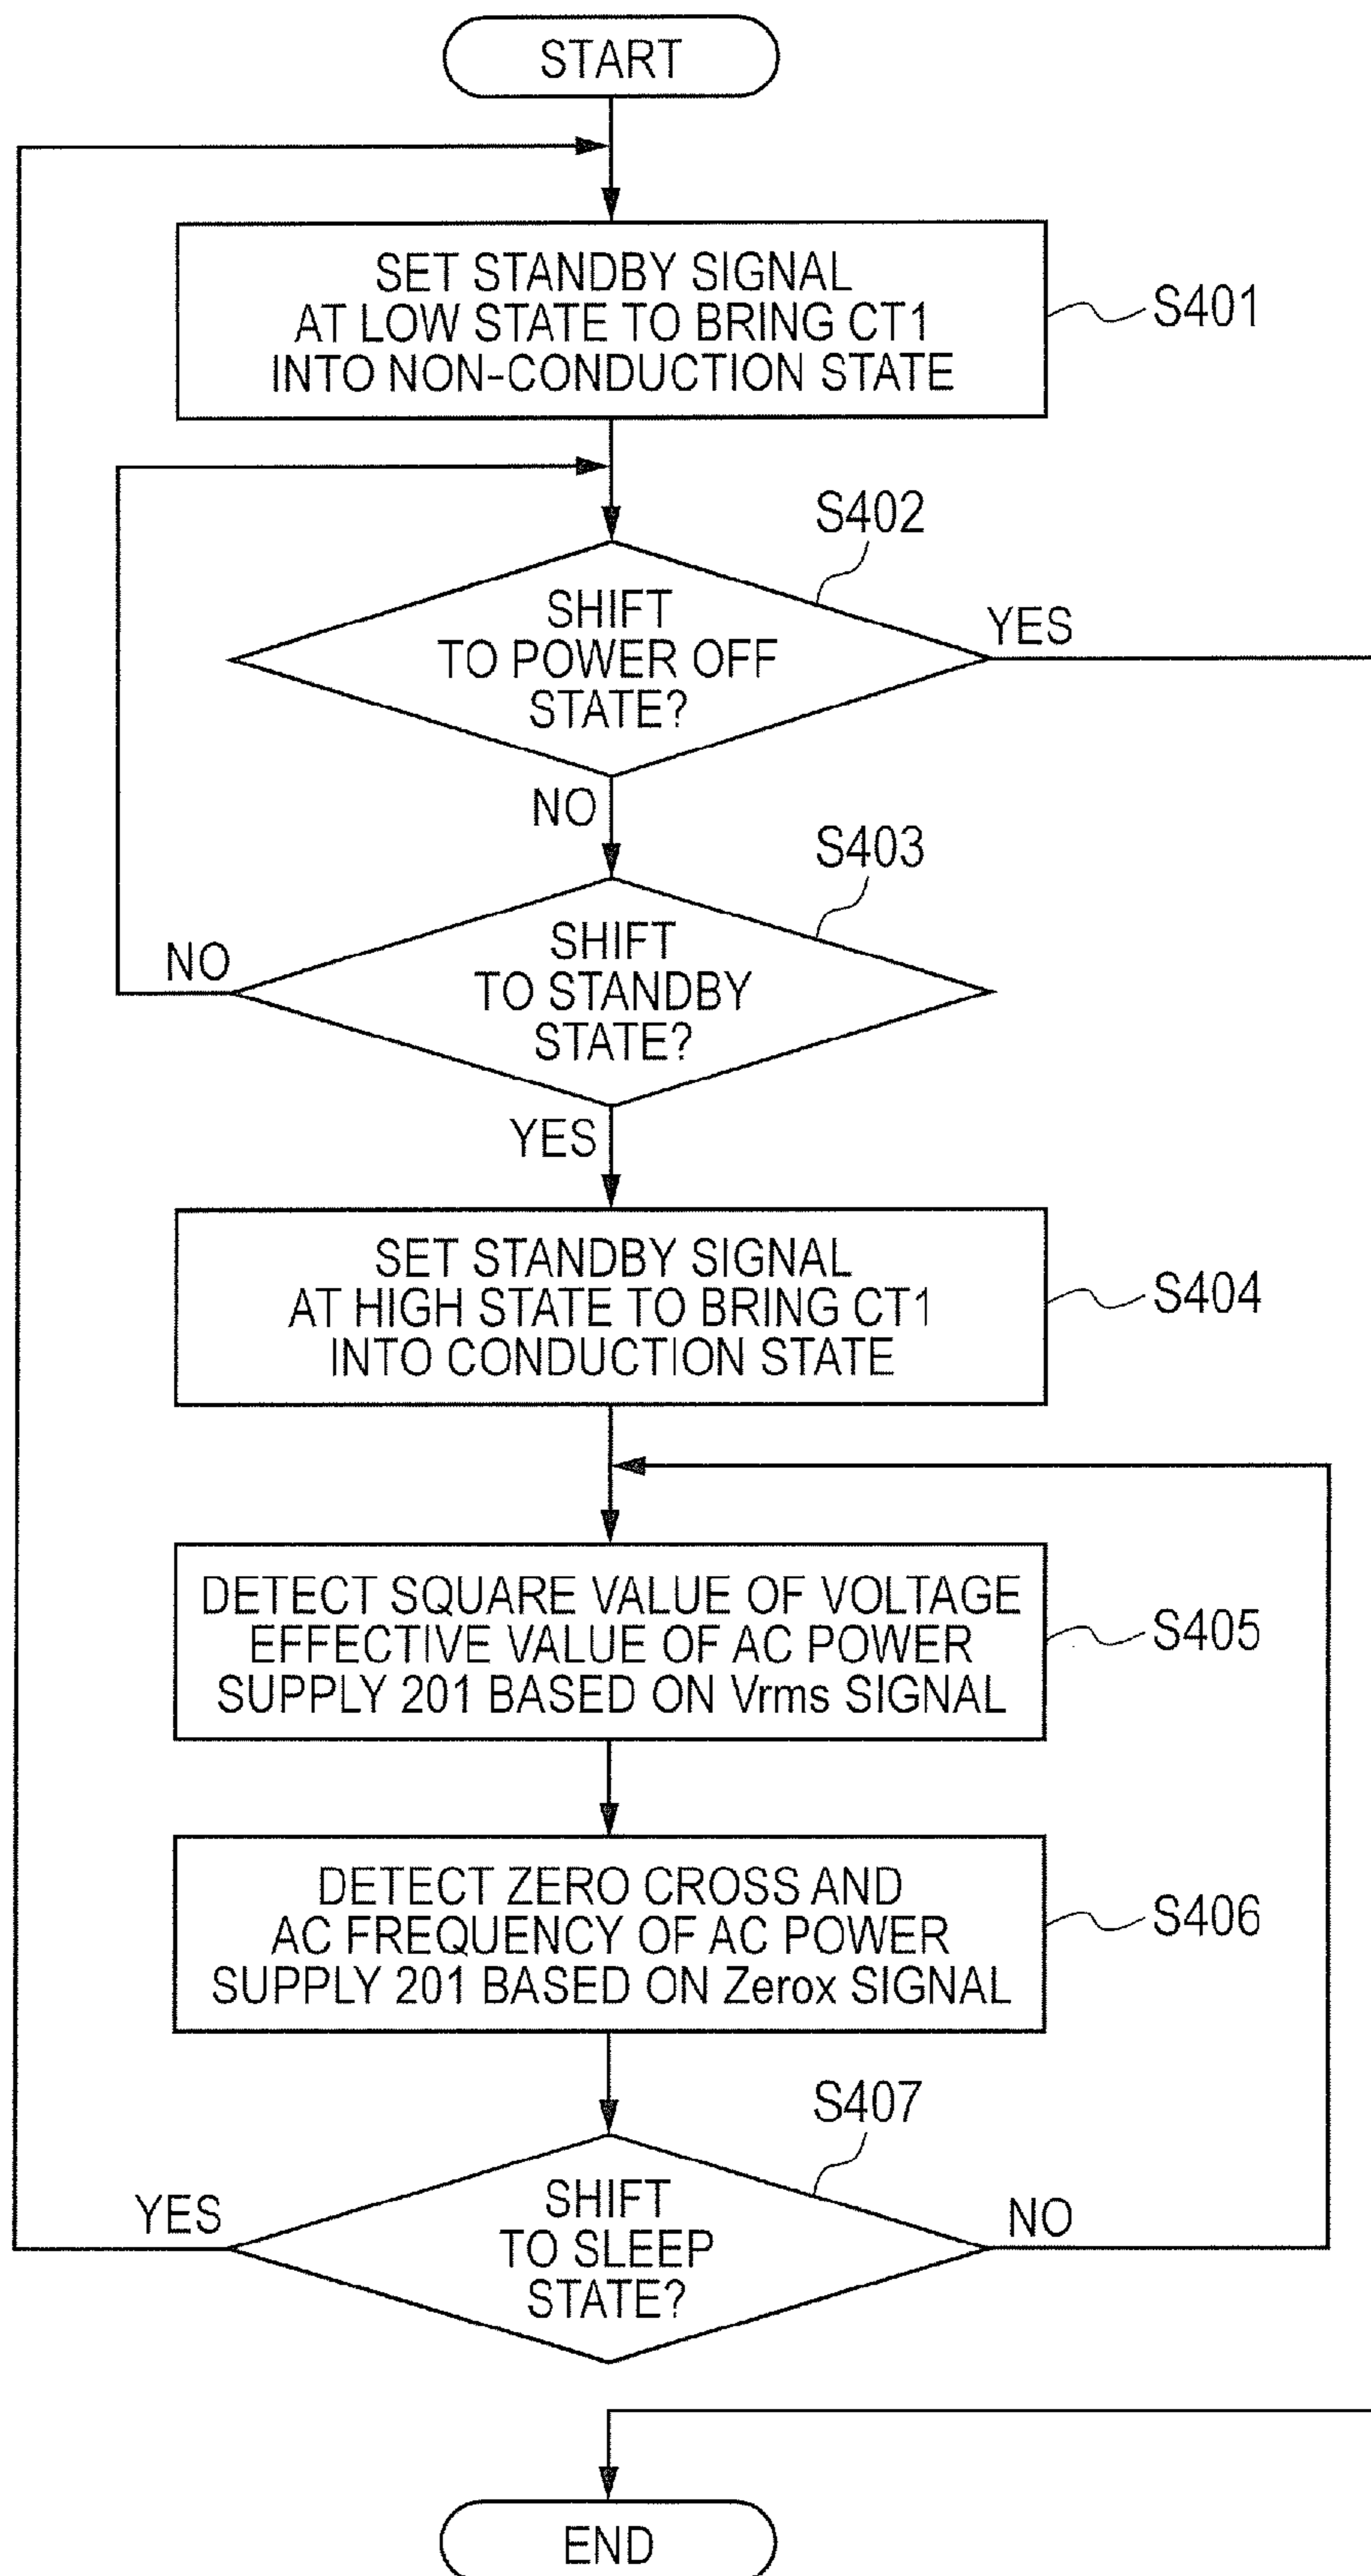 START
SET STANDBY SIGNAL
AT LOW STATE TO BRING CT1
INTO NON-CONDUCTION STATE
S401
S402
SHIFT
TO POWER OFF
STATE?
YES
NO
S403
SHIFT
TO STANDBY
STATE?
NO
YES
SET STANDBY SIGNAL
AT HIGH STATE TO BRING CT1
INTO CONDUCTION STATE
S404
DETECT SQUARE VALUE OF VOLTAGE
EFFECTIVE VALUE OF AC POWER
SUPPLY 201 BASED ON Vrms SIGNAL
S405
DETECT ZERO CROSS AND
AC FREQUENCY OF AC POWER
SUPPLY 201 BASED ON Zerox SIGNAL
S406
S407
SHIFT
TO SLEEP
STATE?
YES
NO
END